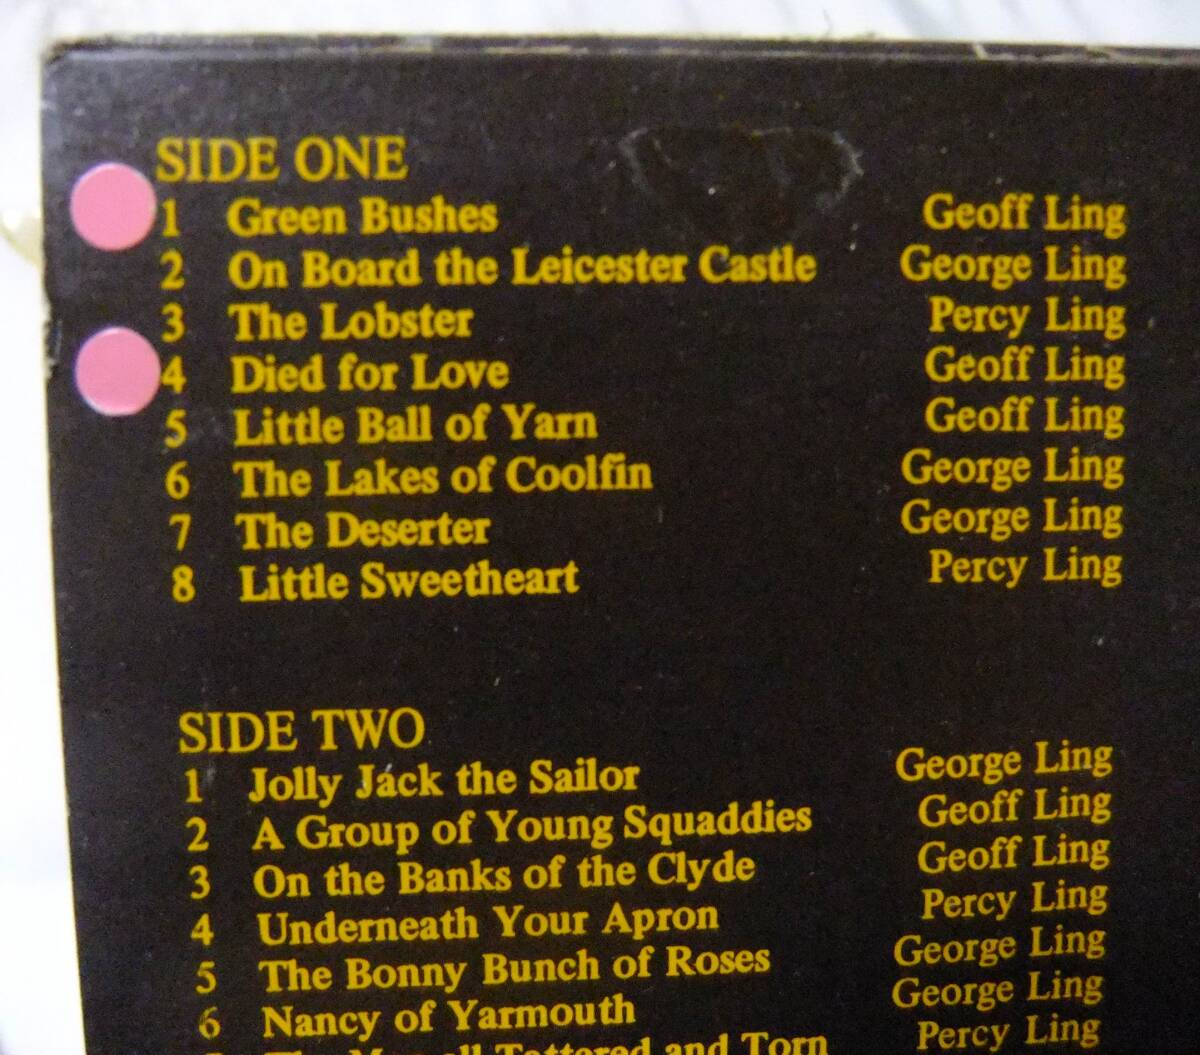 SIDE ONE
1 Green Bushes Geoff Ling
2 On Board the Leicester Castle George Ling
3 The Lobster Percy Ling
4 Died for Love Geoff Ling
5 Little Ball of Yarn Geoff Ling
6 The Lakes of Coolfin George Ling
7 The Deserter George Ling
8 Little Sweetheart Percy Ling
SIDE TWO
1 Jolly Jack the Sailor George Ling
2 A Group of Young Squaddies Geoff Ling
3 On the Banks of the Clyde Geoff Ling
4 Underneath Your Apron Percy Ling
5 The Bonny Bunch of Roses George Ling
6 Nancy of Yarmouth George Ling
Tattered and Torn Percy Ling